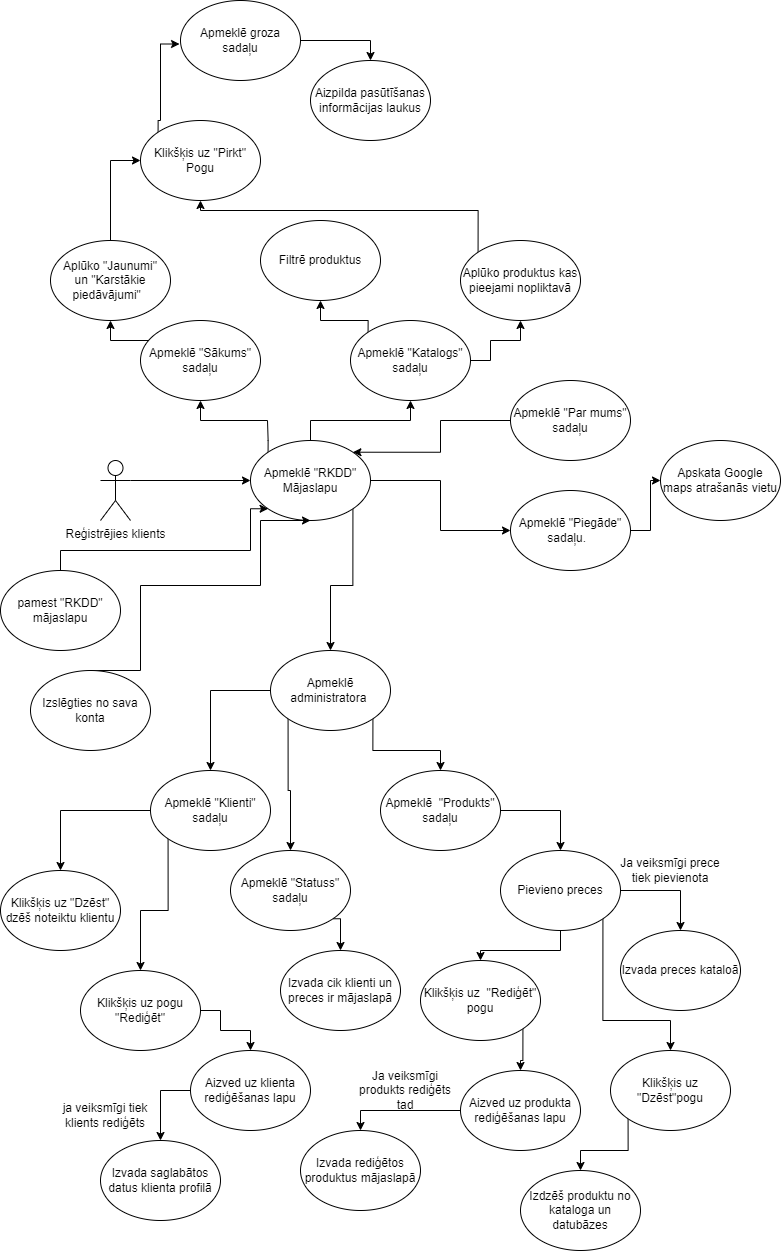 Apmeklē groza
sadaļu
Aizpilda pasūtīšanas
informācijas laukus
Klikšķis uz "Pirkt"
Pogu
Aplūko "Jaunumi"
un "Karstākie
piedāvājumi"
Filtrē produktus
Aplūko produktus kas
pieejami nopliktavā
Apmeklē "Sākums"
sadaļu
Apmeklē "Katalogs"
sadaļu
Apmeklē "Par mums"
sadaļu
Apmeklē "RKDD"
Mājaslapu
Apskata Google
maps atrašanās vietu
Reģistrējies klients
Apmeklē "Piegāde"
sadaļu.
pamest "RKDD"
mājaslapu
Izslēgties no sava
konta
Apmeklē
administratora
Apmeklē "Klienti"
sadaļu
Apmeklē  "Produkts"
sadaļu
Klikšķis uz "Dzēst"
dzēš noteiktu klientu
Apmeklē "Statuss"
sadaļu
Pievieno preces
Ja veiksmīgi prece
tiek pievienota
Izvada preces kataloā
Klikšķis uz pogu
"Rediģēt"
Izvada cik klienti un
preces ir mājaslapā
Klikšķis uz  "Rediģēt"
pogu
Aizved uz klienta
rediģēšanas lapu
Ja veiksmīgi
produkts rediģēts
tad
Aizved uz produkta
rediģēšanas lapu
Klikšķis uz
"Dzēst"pogu
ja veiksmīgi tiek
klients rediģēts
Izvada saglabātos
datus klienta profilā
Izvada rediģētos
produktus mājaslapā
Izdzēš produktu no
kataloga un
datubāzes